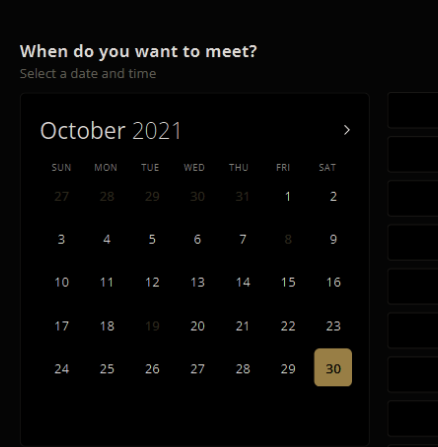 When do you want to meet?
Select a date and time
October 2021
SUN MON TUE WED THU FRI SAT
27 28 29 30 31 1 2
3 4 5 6 7 8 9
10 11 12 13 14 15 16
17 18 19 20 21 22 23
24 25 26 27 28 29 30